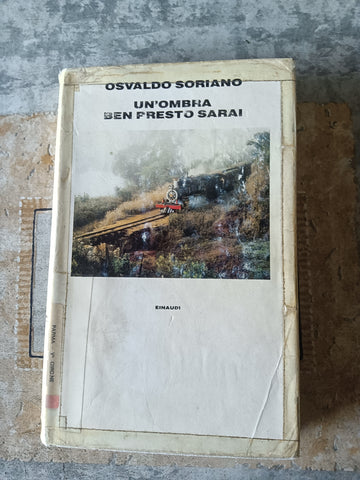 OSVALDO SORIANO
UN'OMBRA
BEN PRESTO SARAI
EINAUDI